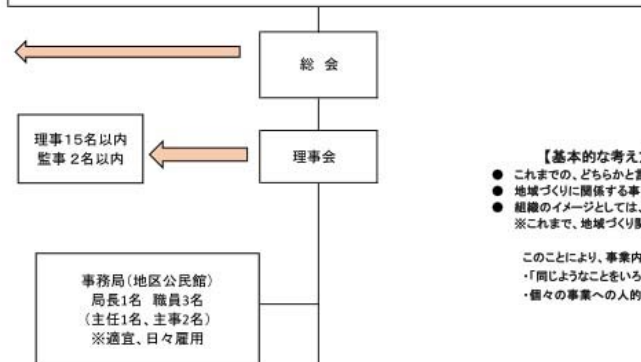 総 会
理事15名以内
監事 2名以内
理事会
【基本的な考え
● これまでの、どちらかと
● 地域づくりに関係する事
● 組織のイメージとしては、
※これまで、地域づくり
このことにより、事業内
・「同じようなことをいろ
・個々の事業への人的
事務局(地区公民館)
局長1名 職員3名
(主任1名、主事2名)
※適宜、日々雇用